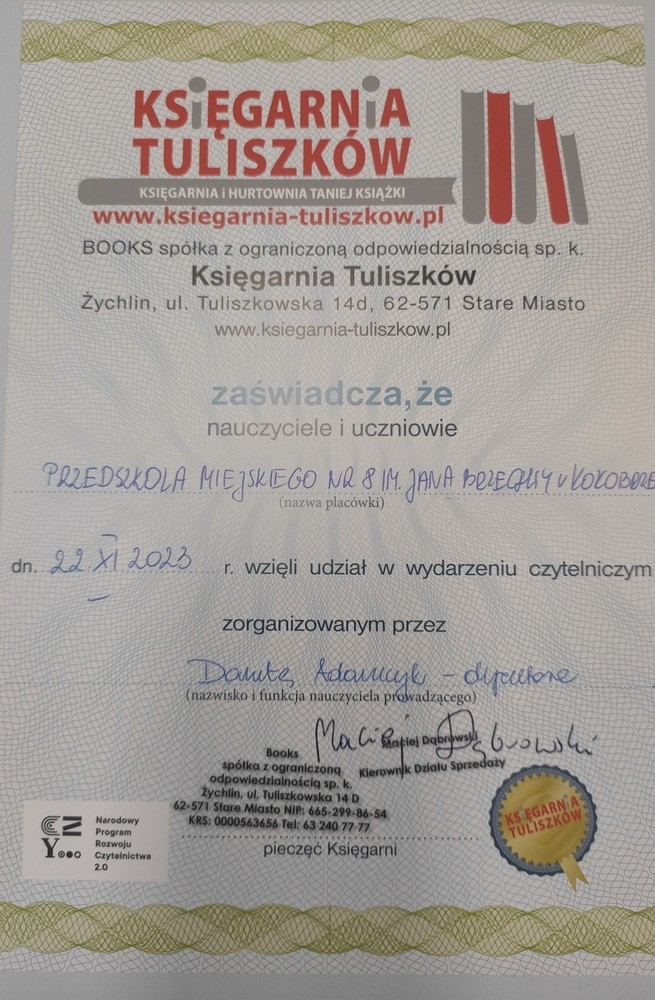 KSIĘGARNIA
TULISZKÓW
KSIĘGARNIA i HURTOWNIA TANIEJ KSIĄŻKI
www.ksiegarnia-tuliszkow.pl
BOOKS spółka z ograniczoną odpowiedzialnością sp. k.
Księgarnia Tuliszków
Żychlin, ul. Tuliszkowska 14d, 62-571 Stare Miasto
www.ksiegarnia-tuliszkow.pl
zaświadcza,że
nauczyciele i uczniowie
PRZEDSZKOLA MIEJSKIEGO NR 8 IM. JANA BRZECHWY
(nazwa placówki)
dn. 22 XI 2023 r. wzięli udział w wydarzeniu czytelniczym
zorganizowanym przez
Danutę Adamczyk -
(nazwisko i funkcja nauczyciela prowadzącego)
Maciej Dąbrowski
Maciej Dąbrowski
Kierownik Działu Sprzedaży
Books
spółka z ograniczoną
odpowiedzialnością sp. k.
Żychlin, ul. Tuliszkowska 14 D
62-571 Stare Miasto NIP: 665-299-86-54
KRS: 0000563656 Tel: 63 240 77 77
pieczęć Księgarni
KSIĘGARNIA
TULISZKÓW
Narodowy
Program
Rozwoju
Czytelnictwa
2.0